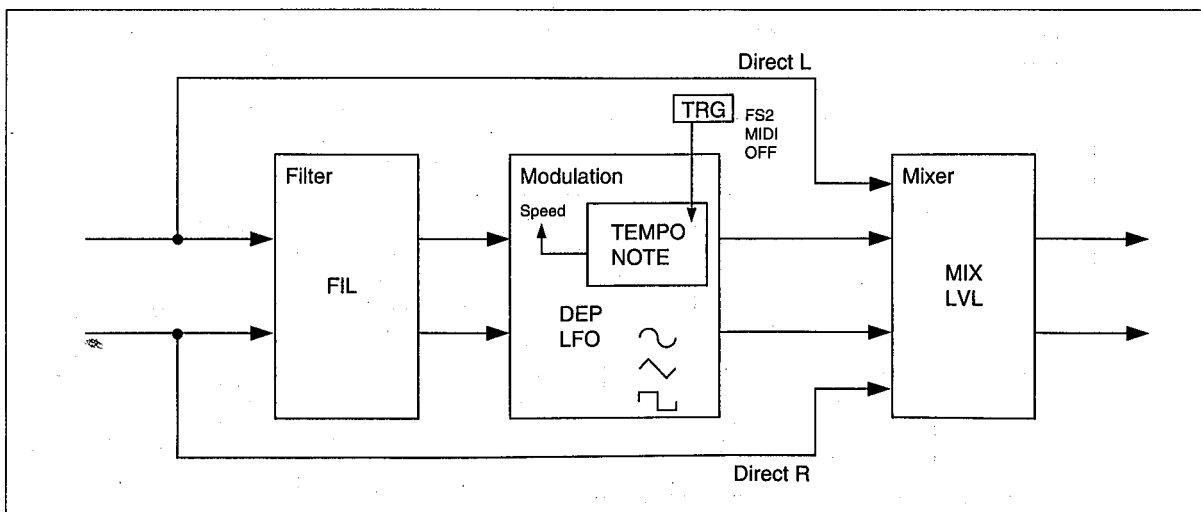 Direct L
TRG
FS2
MIDI
OFF
Filter
Modulation
Mixer
Speed
TEMPO
NOTE
FIL
MIX
LVL
DEP
LFO
Direct R